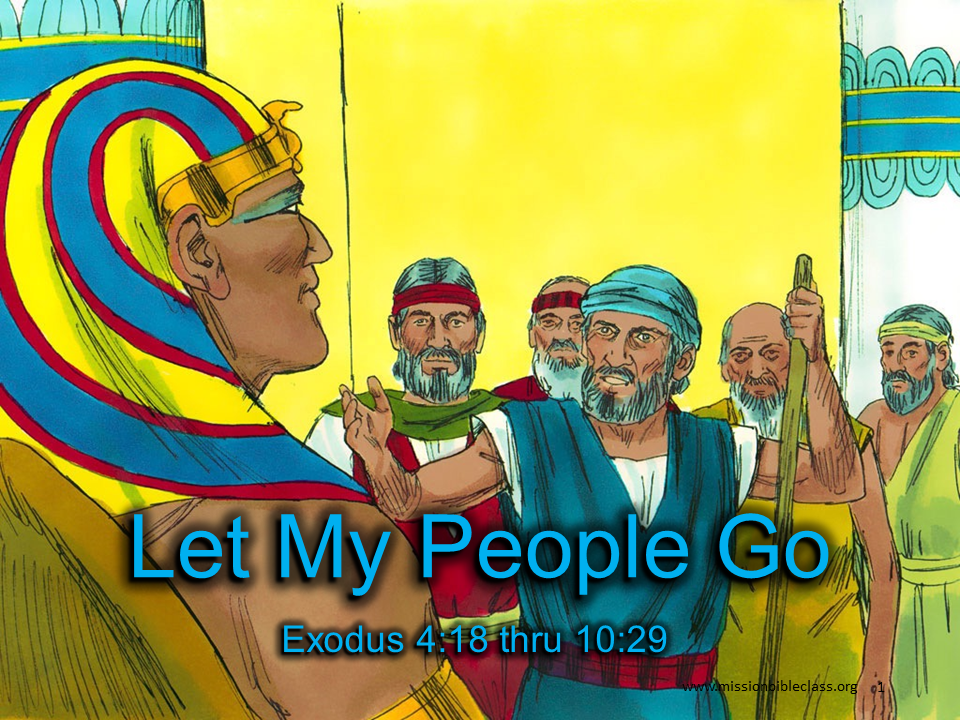 Let My People Go
Exodus 4:18 thru 10:29
www.missionbibleclass.org 1